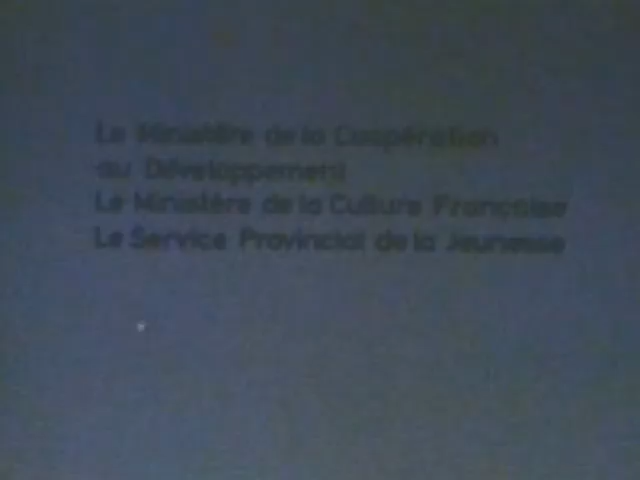 Le Ministère de la Coopération
au Développement
Le Ministère de la Culture Française
Le Service Provincial de la Jeunesse